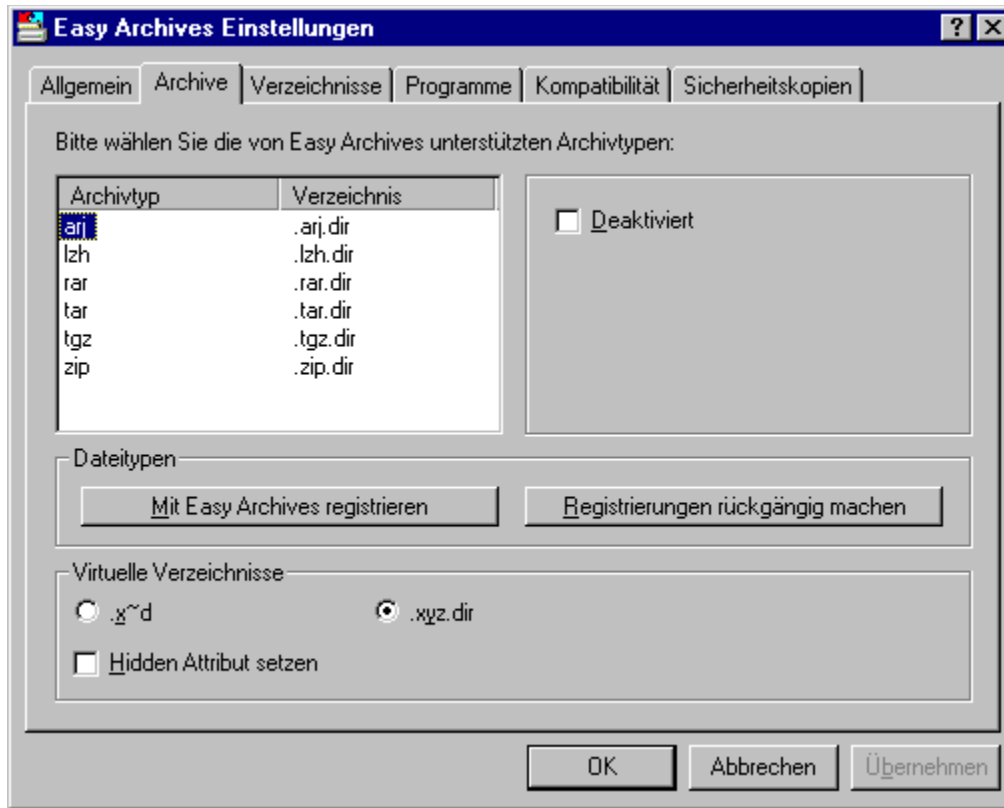 Easy Archives Einstellungen
Allgemein Archive Verzeichnisse Programme Kompatibilität Sicherheitskopien
Bitte wählen Sie die von Easy Archives unterstützten Archivtypen:
Archivtyp Verzeichnis
arj .arj.dir
lzh .lzh.dir
rar .rar.dir
tar .tar.dir
tgz .tgz.dir
zip .zip.dir
Deaktiviert
Dateitypen
Mit Easy Archives registrieren Registrierungen rückgängig machen
Virtuelle Verzeichnisse
.x~d .xyz.dir
Hidden Attribut setzen
OK Abbrechen Übernehmen